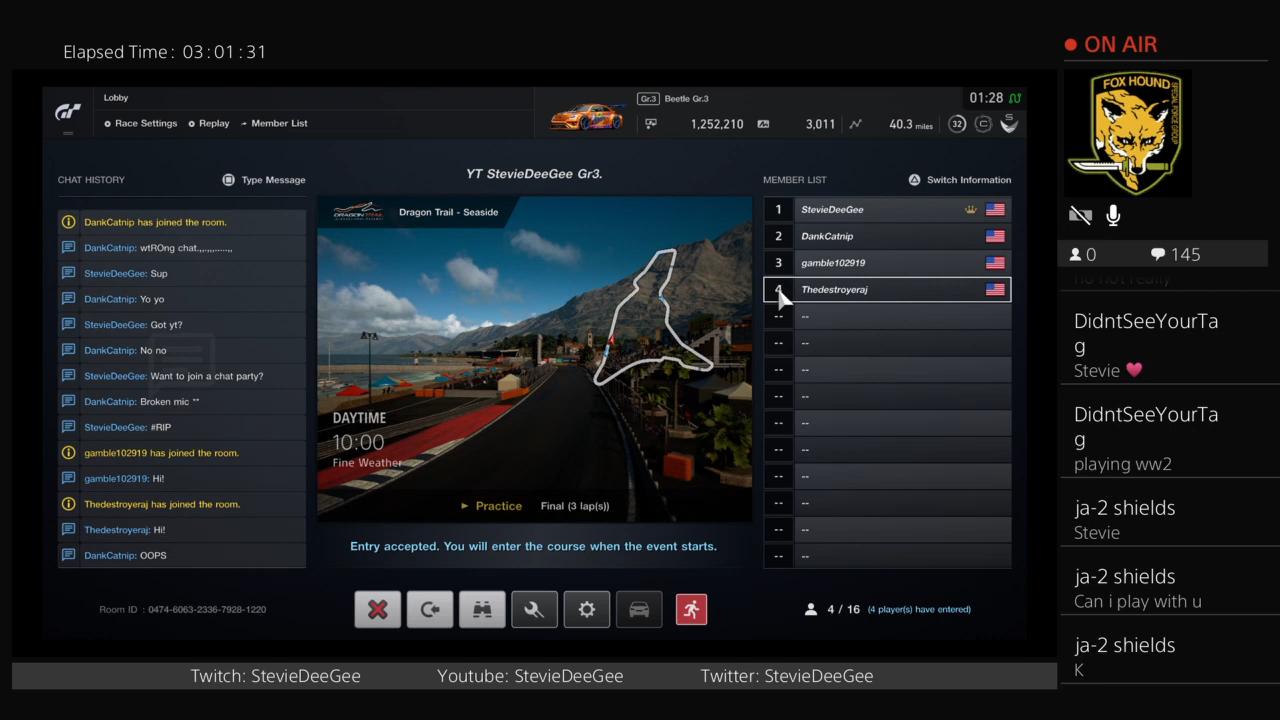 Elapsed Time: 03:01:31
ON AIR
FOX HOUND
SPECIAL FORCE GROUP
Lobby
Race Settings
Replay
Member List
Gr.3
Beetle Gr.3
1,252,210
3,011
40.3 miles
01:28
32
C
S
CHAT HISTORY
Type Message
YT StevieDeeGee Gr3.
MEMBER LIST
Switch Information
DankCatnip has joined the room.
DankCatnip: wtROng chat.,,..,,......,,
StevieDeeGee: Sup
DankCatnip: Yo yo
StevieDeeGee: Got yt?
DankCatnip: No no
StevieDeeGee: Want to join a chat party?
DankCatnip: Broken mic **
StevieDeeGee: #RIP
gamble102919 has joined the room.
gamble102919: Hi!
Thedestroyeraj has joined the room.
Thedestroyeraj: Hi!
DankCatnip: OOPS
DRAGON TRAIL
Dragon Trail - Seaside
DAYTIME
10:00
Fine Weather
Practice
Final (3 lap(s))
Entry accepted. You will enter the course when the event starts.
1 StevieDeeGee
2 DankCatnip
3 gamble102919
4 Thedestroyeraj
-- --
-- --
-- --
-- --
-- --
-- --
-- --
-- --
-- --
-- --
Room ID : 0474-6063-2336-7928-1220
4 / 16 (4 player(s) have entered)
0
145
no not really
DidntSeeYourTa
g
Stevie ♥
DidntSeeYourTa
g
playing ww2
ja-2 shields
Stevie
ja-2 shields
Can i play with u
ja-2 shields
K
Twitch: StevieDeeGee
Youtube: StevieDeeGee
Twitter: StevieDeeGee